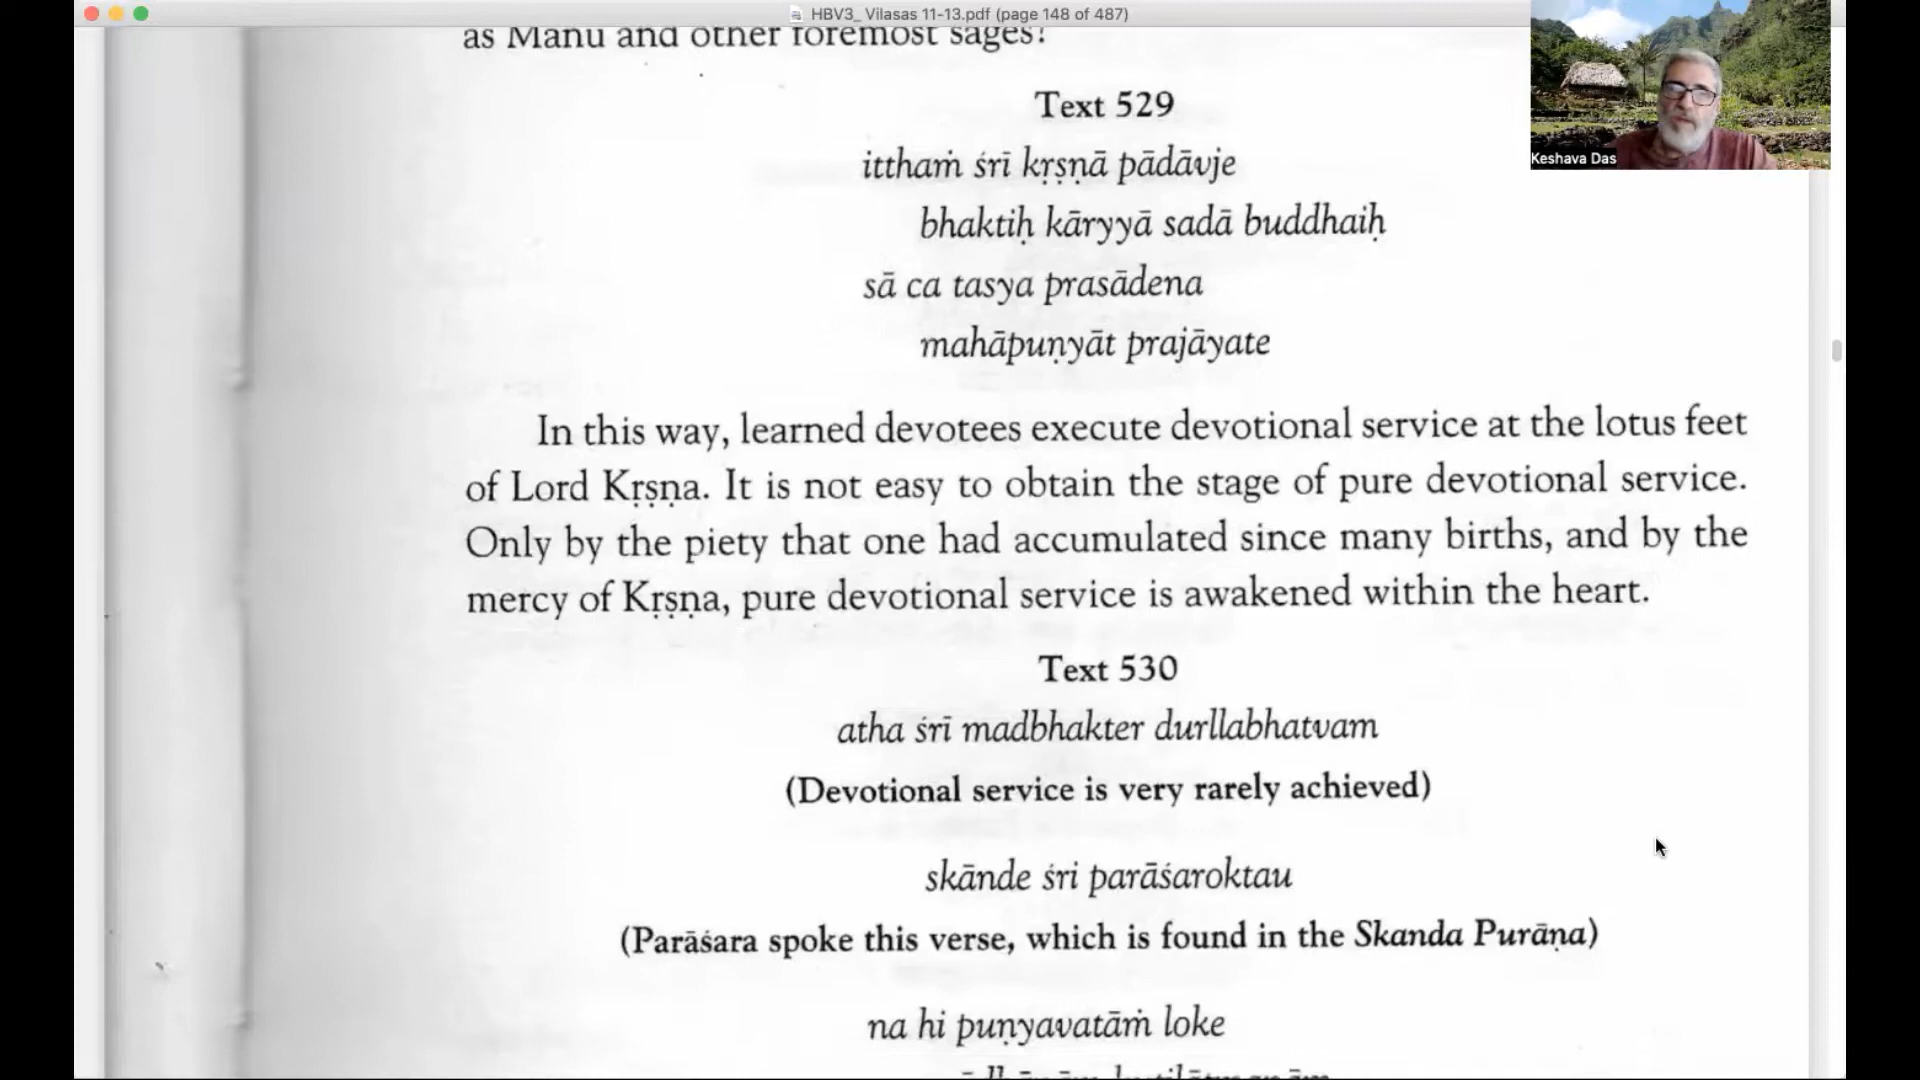 HBV3_ Vilasas 11-13.pdf (page 148 of 487)
as Manu and other foremost sages!
Keshava Das
Text 529
itthaṁ śrī kṛṣṇā pādāvje
bhaktiḥ kāryyā sadā buddhaiḥ
sā ca tasya prasādena
mahāpuṇyāt prajāyate
In this way, learned devotees execute devotional service at the lotus feet
of Lord Kṛṣṇa. It is not easy to obtain the stage of pure devotional service.
Only by the piety that one had accumulated since many births, and by the
mercy of Kṛṣṇa, pure devotional service is awakened within the heart.
Text 530
atha śrī madbhakter durllabhatvam
(Devotional service is very rarely achieved)
skānde śri parāśaroktau
(Parāśara spoke this verse, which is found in the Skanda Purāṇa)
na hi puṇyavatāṁ loke